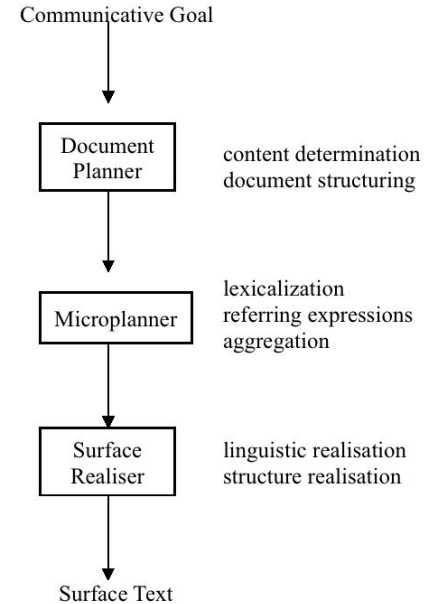 Communicative Goal
Document
Planner
content determination
document structuring
Microplanner
lexicalization
referring expressions
aggregation
Surface
Realiser
linguistic realisation
structure realisation
Surface Text